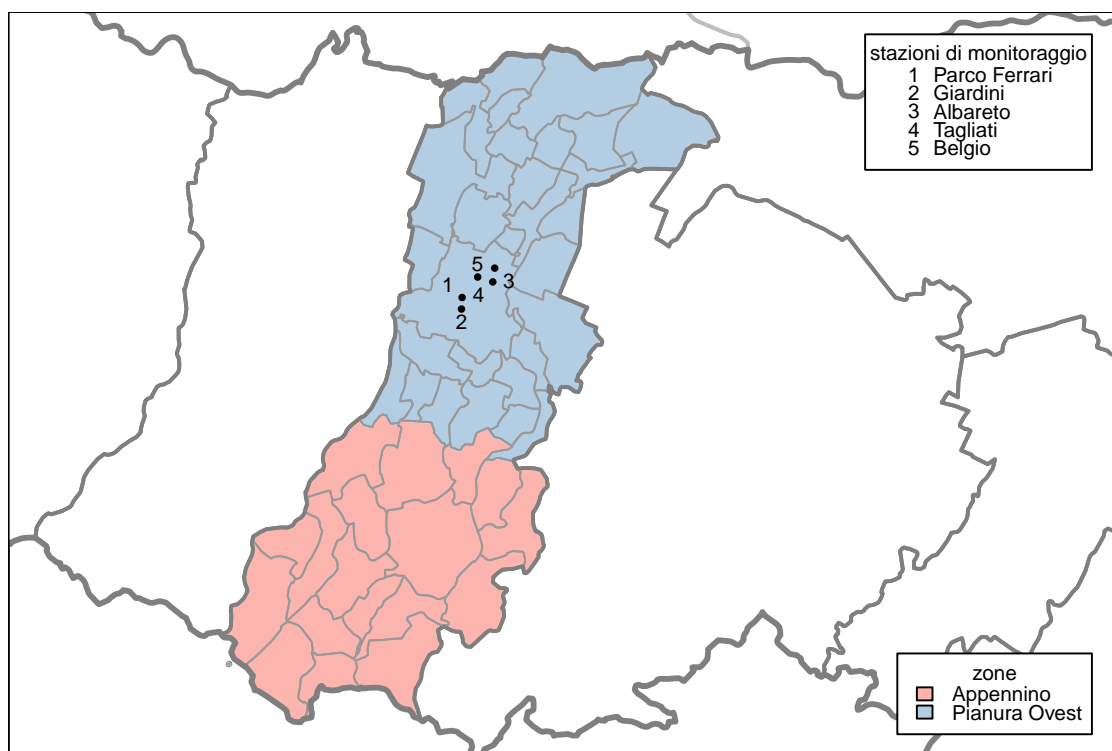 stazioni di monitoraggio
1 Parco Ferrari
2 Giardini
3 Albareto
4 Tagliati
5 Belgio
5
3
1
4
2
zone
Appennino
Pianura Ovest